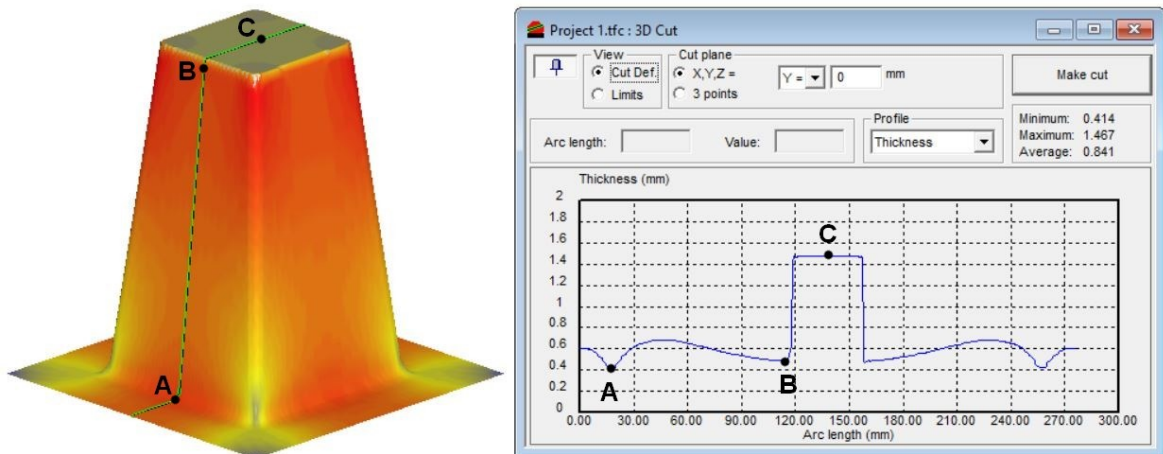 C
B
A
Project 1.tfc : 3D Cut
View
Cut Def.
Limits
Cut plane
X,Y,Z =
3 points
Y =
0
mm
Make cut
Arc length:
Value:
Profile
Thickness
Minimum: 0.414
Maximum: 1.467
Average: 0.841
Thickness (mm)
2
1.8
1.6
1.4
1.2
1
0.8
0.6
0.4
0.2
0
C
A
B
0.00 30.00 60.00 90.00 120.00 150.00 180.00 210.00 240.00 270.00 300.00
Arc length (mm)